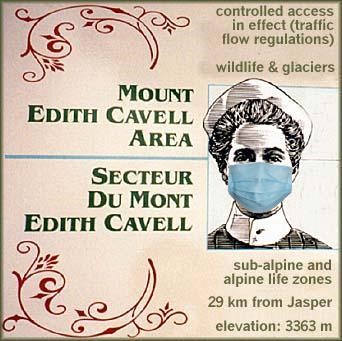 controlled access
in effect (traffic
flow regulations)
wildlife & glaciers
MOUNT
EDITH CAVELL
AREA
SECTEUR
DU MONT
EDITH CAVELL
sub-alpine and
alpine life zones
29 km from Jasper
elevation: 3363 m